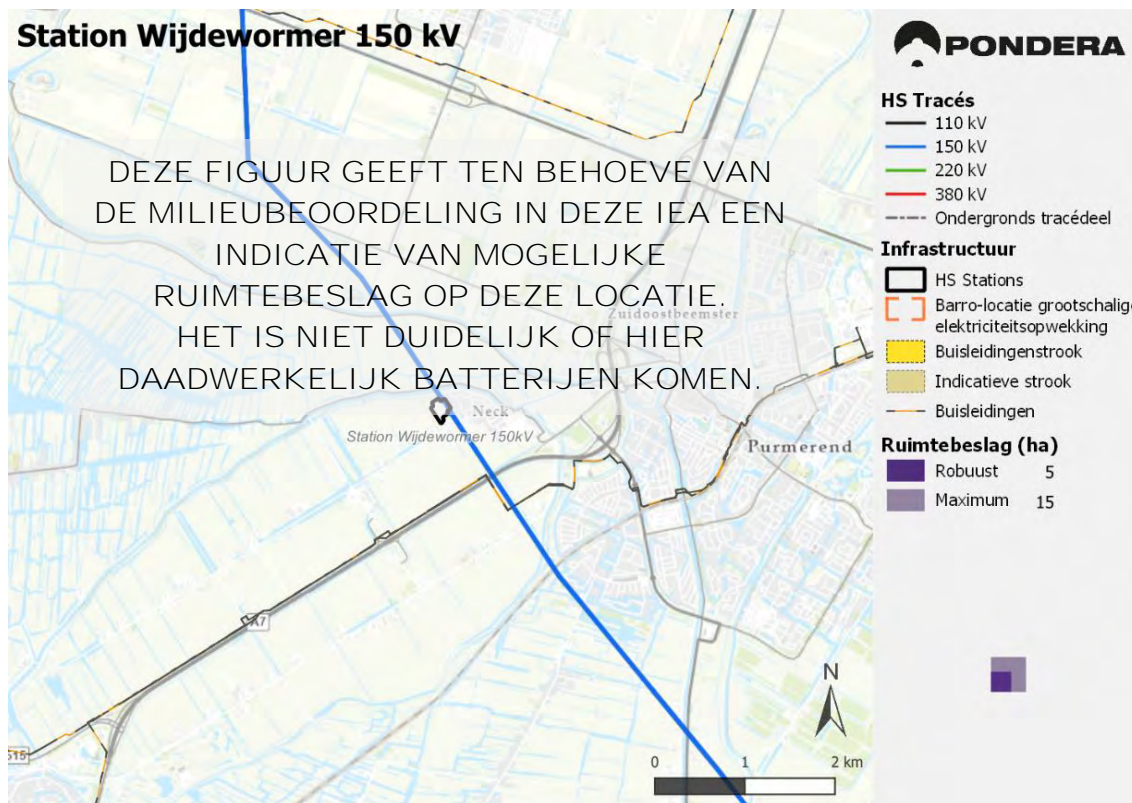 Station Wijdewormer 150 kV
DEZE FIGUUR GEEFT TEN BEHOEVE VAN
DE MILIEUBEOORDELING IN DEZE IEA EEN
INDICATIE VAN MOGELIJKE
RUIMTEBESLAG OP DEZE LOCATIE.
HET IS NIET DUIDELIJK OF HIER
DAADWERKELIJK BATTERIJEN KOMEN.
Zuidoostbeemster
Neck
Station Wijdewormer 150kV
Purmerend
A7
515
N
0 1 2 km
PONDERA
HS Tracés
110 kV
150 kV
220 kV
380 kV
Ondergronds tracédeel
Infrastructuur
HS Stations
Barro-locatie grootschalige
elektriciteitsopwekking
Buisleidingenstrook
Indicatieve strook
Buisleidingen
Ruimtebeslag (ha)
Robuust 5
Maximum 15